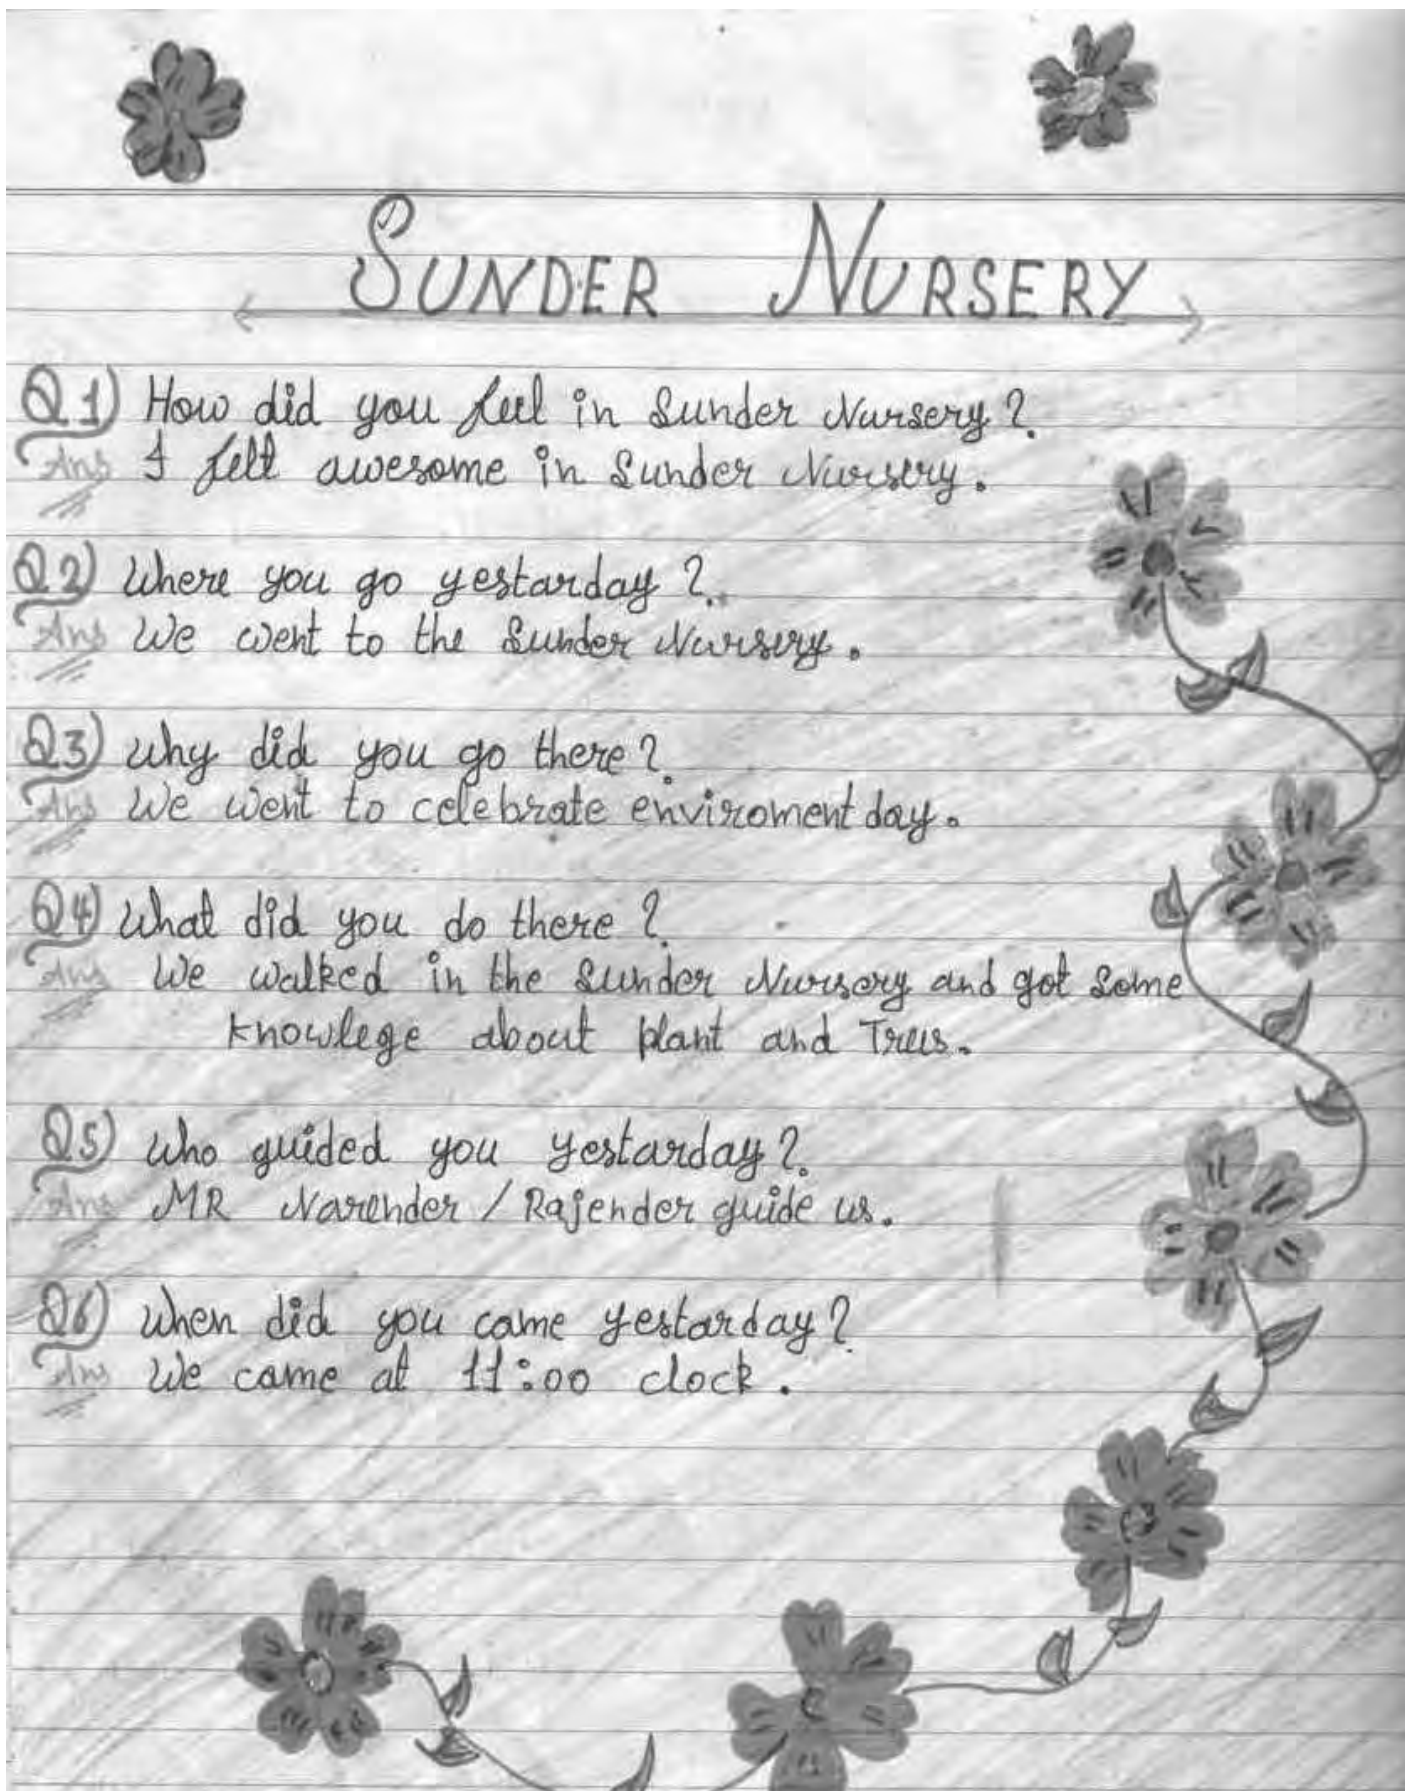 SUNDER NURSERY
Q1) How did you feel in Sunder Nursery?
Ans I felt awesome in Sunder Nursery.
Q2) Where you go yestarday?
Ans We went to the Sunder Nursery.
Q3) Why did you go there?
Ans We went to celebrate enviroment day.
Q4) What did you do there?
Ans We walked in the Sunder Nursery and got some
knowlege about plant and Trees.
Q5) Who guided you yestarday?
Ans MR Narender / Rajender guide us.
Q6) When did you came yestarday?
Ans We came at 11:00 clock.